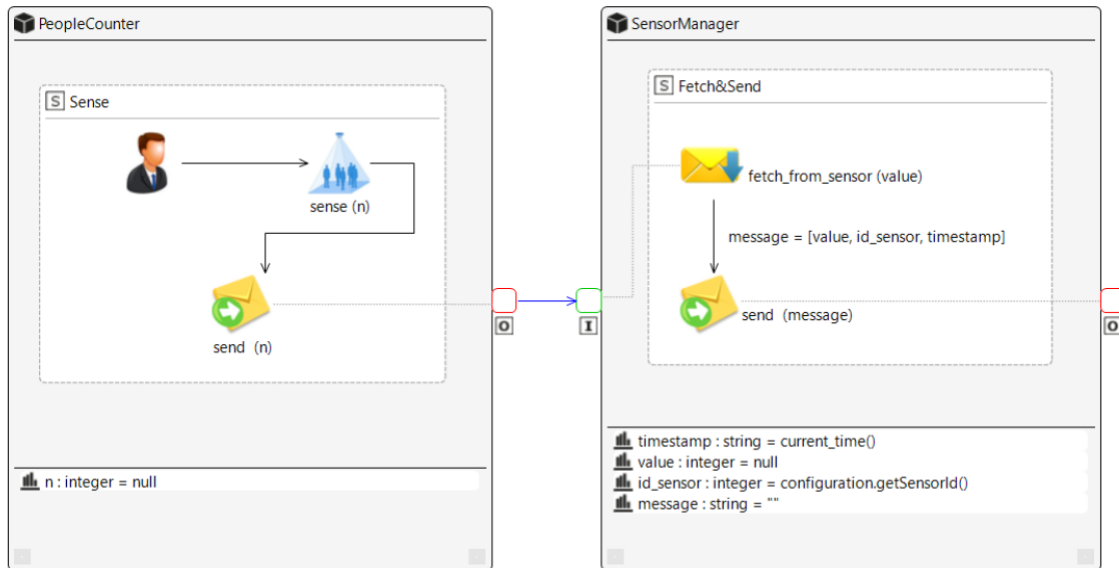 PeopleCounter
S Sense
sense (n)
send (n)
O
n : integer = null
SensorManager
S Fetch&Send
fetch_from_sensor (value)
message = [value, id_sensor, timestamp]
send (message)
I
O
timestamp : string = current_time()
value : integer = null
id_sensor : integer = configuration.getSensorId()
message : string = ""